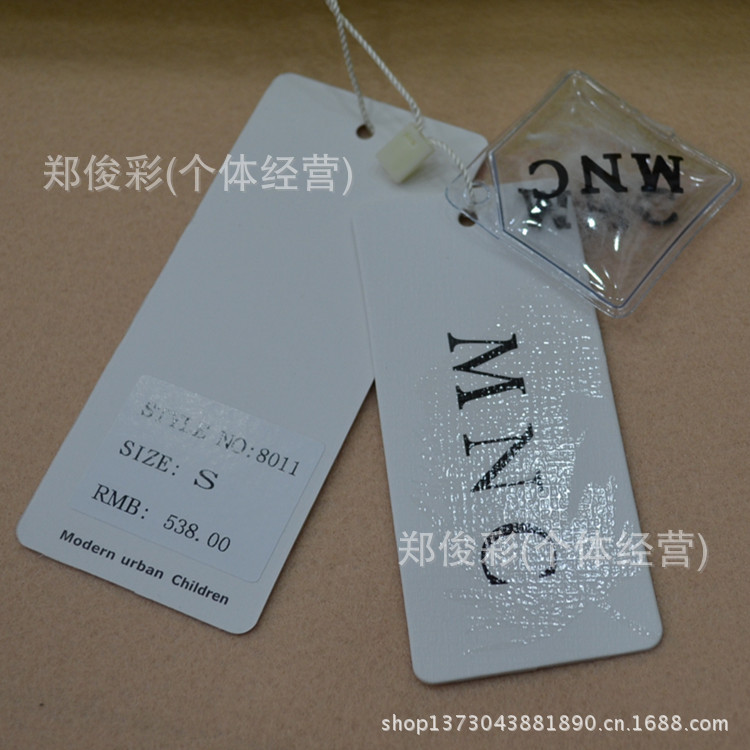 郑俊彩(个体经营)
MNC
MNC
STYLE NO:8011
SIZE: S
RMB: 538.00
Modern urban Children
郑俊彩(个体经营)
shop1373043881890.cn.1688.com